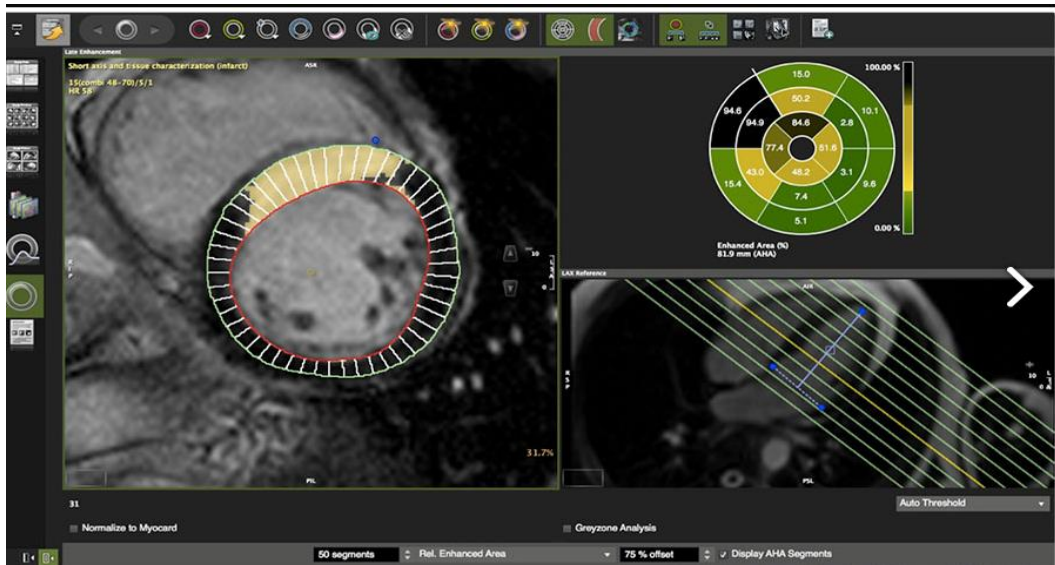 Late Enhancement
Short axis and tissue characterization (infarct)
15(combi 48-70)/5/1
HR 58
ASR
PIL
10
0
31.7%
15.0
10.1
9.6
5.1
15.4
94.6
50.2
2.8
3.1
7.4
43.0
94.9
84.6
51.6
48.2
77.4
100.00 %
0.00 %
Enhanced Area (%)
81.9 mm (AHA)
LAX Reference
AIR
R
S
P
10
0
PSL
31
Auto Threshold
Normalize to Myocard
Greyzone Analysis
50 segments
Rel. Enhanced Area
75 % offset
Display AHA Segments